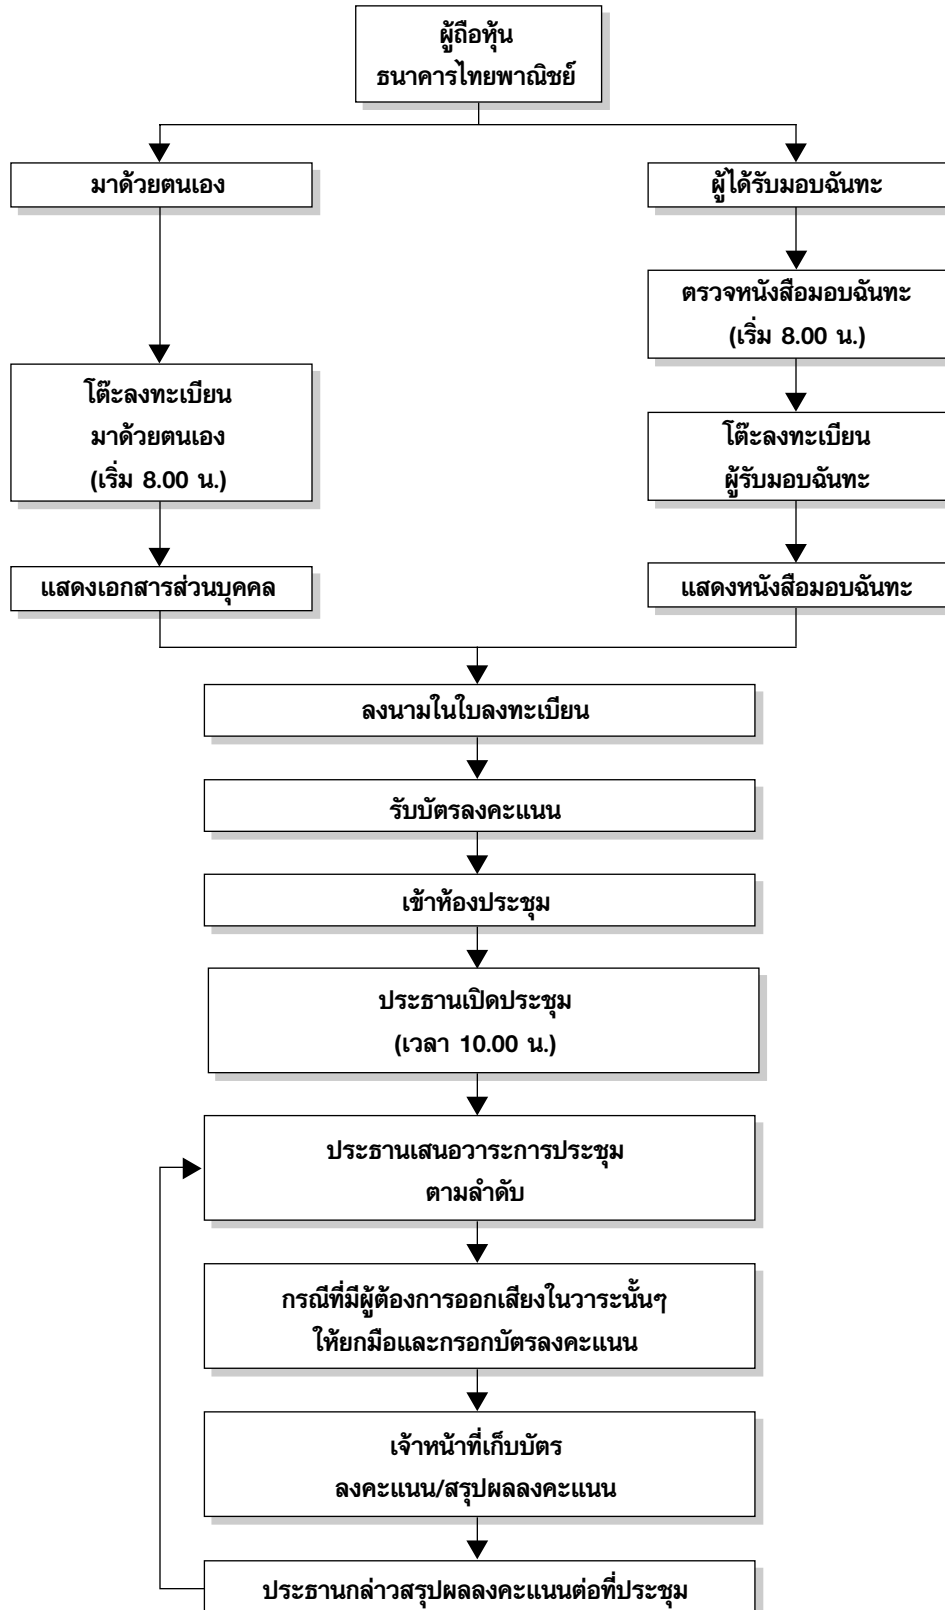 ผู้ถือหุ้น
ธนาคารไทยพาณิชย์
มาด้วยตนเอง
ผู้ได้รับมอบฉันทะ
ตรวจหนังสือมอบฉันทะ
(เริ่ม 8.00 น.)
โต๊ะลงทะเบียน
มาด้วยตนเอง
(เริ่ม 8.00 น.)
โต๊ะลงทะเบียน
ผู้รับมอบฉันทะ
แสดงเอกสารส่วนบุคคล
แสดงหนังสือมอบฉันทะ
ลงนามในใบลงทะเบียน
รับบัตรลงคะแนน
เข้าห้องประชุม
ประธานเปิดประชุม
(เวลา 10.00 น.)
ประธานเสนอวาระการประชุม
ตามลำดับ
กรณีที่มีผู้ต้องการออกเสียงในวาระนั้นๆ
ให้ยกมือและกรอกบัตรลงคะแนน
เจ้าหน้าที่เก็บบัตร
ลงคะแนน/สรุปผลลงคะแนน
ประธานกล่าวสรุปผลลงคะแนนต่อที่ประชุม